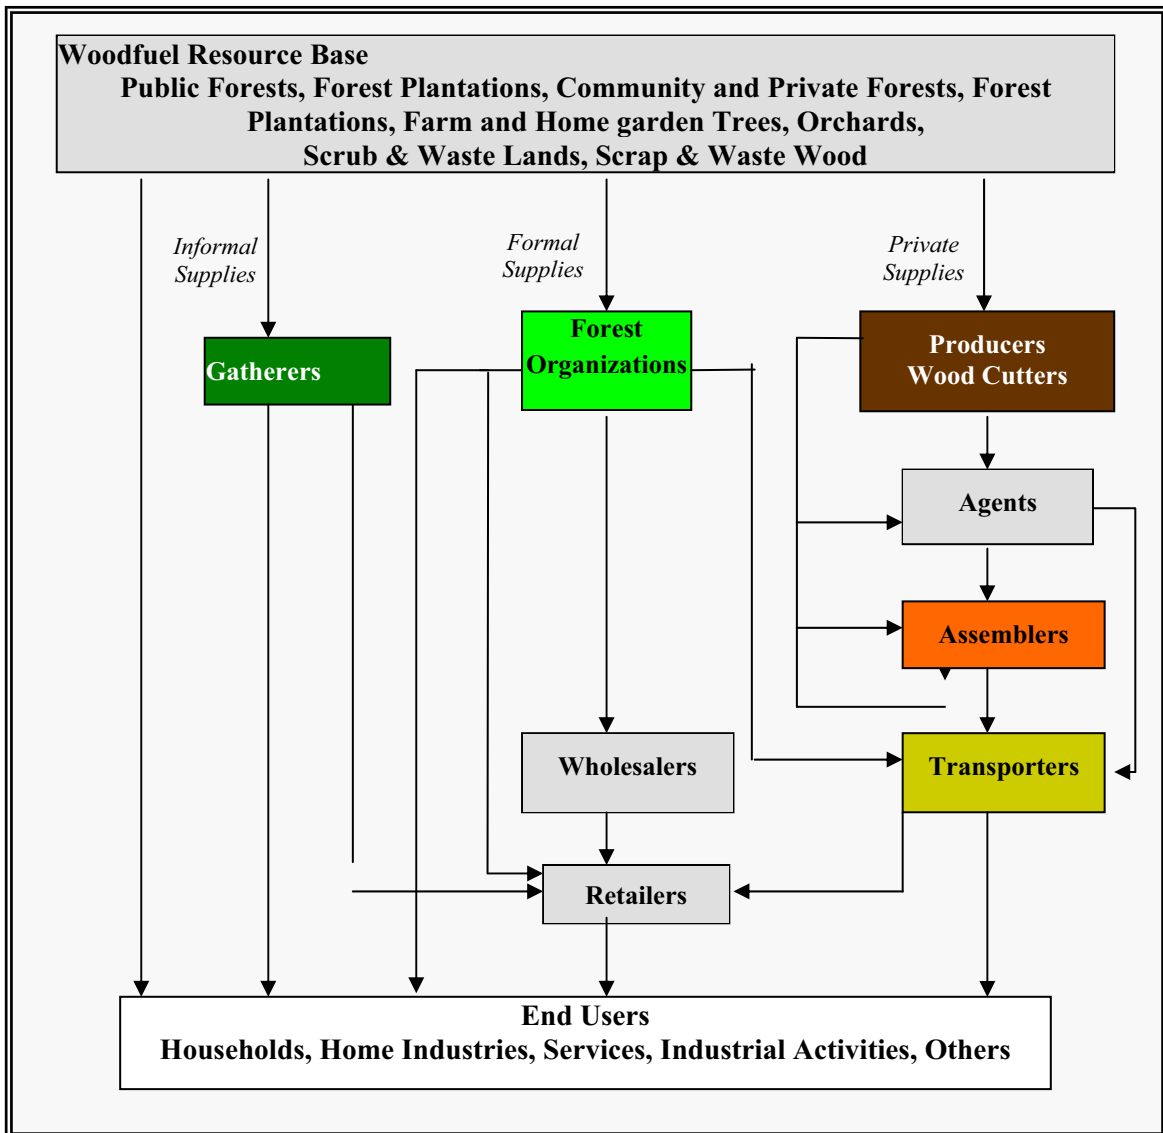 Woodfuel Resource Base
Public Forests, Forest Plantations, Community and Private Forests, Forest
Plantations, Farm and Home garden Trees, Orchards,
Scrub & Waste Lands, Scrap & Waste Wood
Informal
Supplies
Formal
Supplies
Private
Supplies
Gatherers
Forest
Organizations
Producers
Wood Cutters
Agents
Assemblers
Wholesalers
Transporters
Retailers
End Users
Households, Home Industries, Services, Industrial Activities, Others